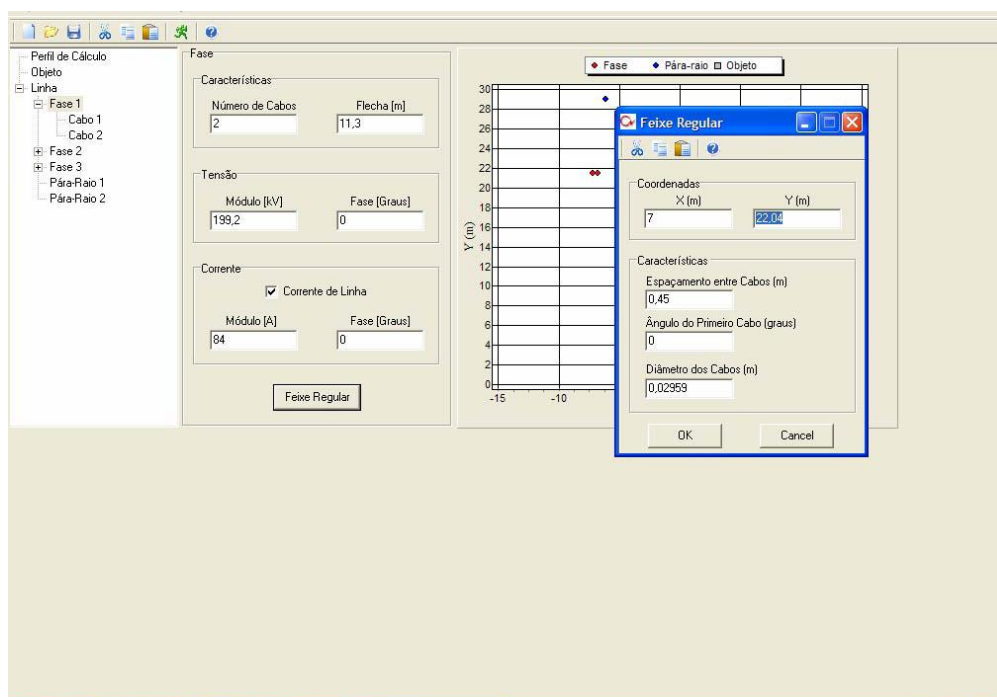 Perfil de Cálculo
Objeto
Linha
Fase 1
Cabo 1
Cabo 2
Fase 2
Fase 3
Pára-Raio 1
Pára-Raio 2
Fase
Características
Número de Cabos Flecha [m]
2 11,3
Tensão
Módulo [kV] Fase [Graus]
199,2 0
Corrente
Corrente de Linha
Módulo [A] Fase [Graus]
84 0
Feixe Regular
Fase Pára-raio Objeto
30
28
26
24
22
20
18
16
14
12
10
8
6
4
2
0
Y (m)
-15 -10
Feixe Regular
Coordenadas
X (m) Y (m)
7 22,04
Características
Espaçamento entre Cabos (m)
0,45
Ângulo do Primeiro Cabo (graus)
0
Diâmetro dos Cabos (m)
0,02959
OK Cancel